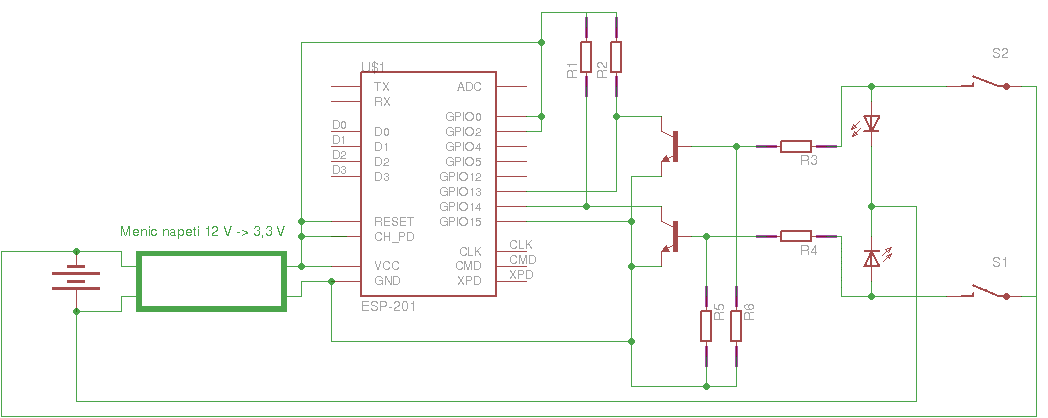 S2
U$1
R1
R2
TX
ADC
RX
GPIO0
D0
D0
GPIO2
D1
D1
GPIO4
D2
D2
GPIO5
R3
D3
D3
GPIO12
GPIO13
GPIO14
RESET
GPIO15
Menic napeti 12 V -> 3,3 V
CH_PD
R4
CLK
CLK
VCC
CMD
CMD
S1
GND
XPD
XPD
ESP-201
R5
R6